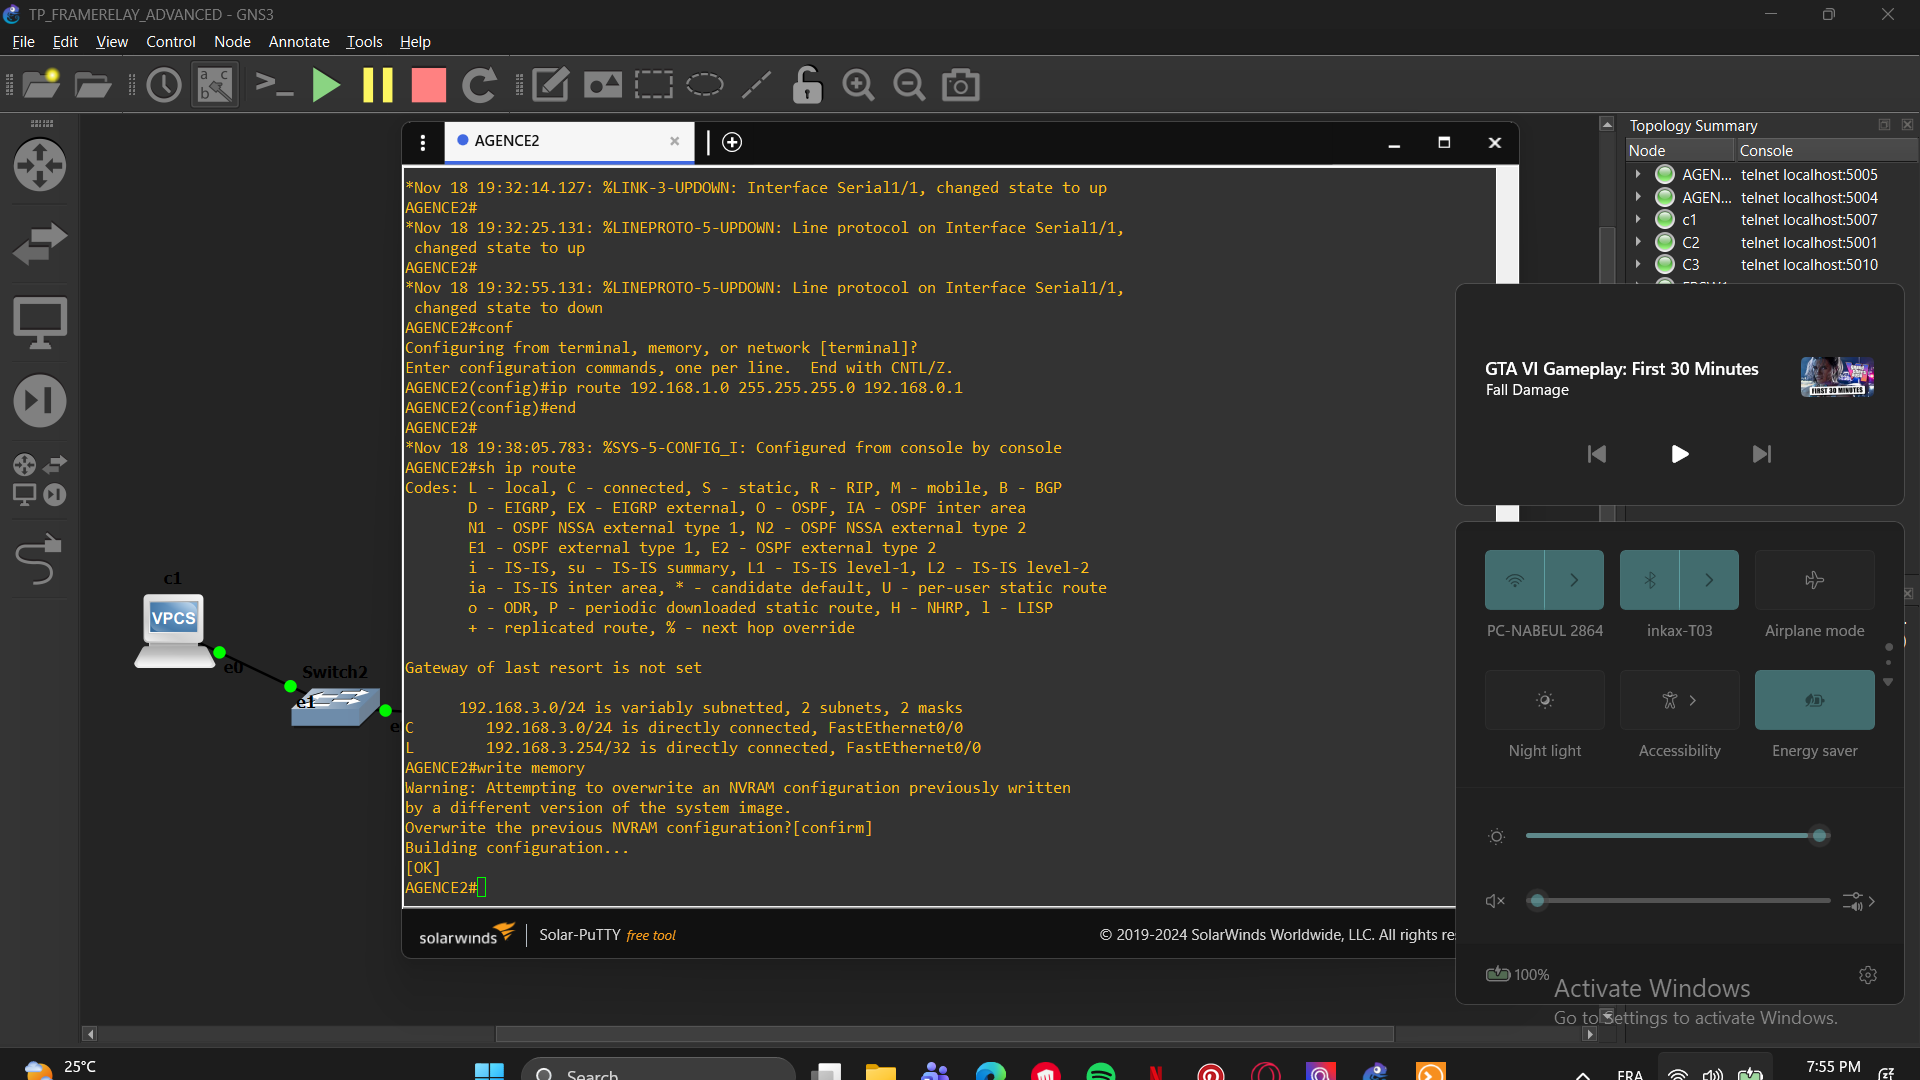 TP_FRAMERELAY_ADVANCED - GNS3
File Edit View Control Node Annotate Tools Help
AGENCE2
*Nov 18 19:32:14.127: %LINK-3-UPDOWN: Interface Serial1/1, changed state to up
AGENCE2#
*Nov 18 19:32:25.131: %LINEPROTO-5-UPDOWN: Line protocol on Interface Serial1/1,
changed state to up
AGENCE2#
*Nov 18 19:32:55.131: %LINEPROTO-5-UPDOWN: Line protocol on Interface Serial1/1,
changed state to down
AGENCE2#conf
Configuring from terminal, memory, or network [terminal]?
Enter configuration commands, one per line.  End with CNTL/Z.
AGENCE2(config)#ip route 192.168.1.0 255.255.255.0 192.168.0.1
AGENCE2(config)#end
AGENCE2#
*Nov 18 19:38:05.783: %SYS-5-CONFIG_I: Configured from console by console
AGENCE2#sh ip route
Codes: L - local, C - connected, S - static, R - RIP, M - mobile, B - BGP
D - EIGRP, EX - EIGRP external, O - OSPF, IA - OSPF inter area
N1 - OSPF NSSA external type 1, N2 - OSPF NSSA external type 2
E1 - OSPF external type 1, E2 - OSPF external type 2
i - IS-IS, su - IS-IS summary, L1 - IS-IS level-1, L2 - IS-IS level-2
ia - IS-IS inter area, * - candidate default, U - per-user static route
o - ODR, P - periodic downloaded static route, H - NHRP, l - LISP
+ - replicated route, % - next hop override
Gateway of last resort is not set
192.168.3.0/24 is variably subnetted, 2 subnets, 2 masks
C        192.168.3.0/24 is directly connected, FastEthernet0/0
L        192.168.3.254/32 is directly connected, FastEthernet0/0
AGENCE2#write memory
Warning: Attempting to overwrite an NVRAM configuration previously written
by a different version of the system image.
Overwrite the previous NVRAM configuration?[confirm]
Building configuration...
[OK]
AGENCE2#
solarwinds
Solar-PuTTY free tool
© 2019-2024 SolarWinds Worldwide, LLC. All rights re
c1
VPCS
e0
Switch2
e1
e
Topology Summary
Node Console
AGEN... telnet localhost:5005
AGEN... telnet localhost:5004
c1 telnet localhost:5007
C2 telnet localhost:5001
C3 telnet localhost:5010
GTA VI Gameplay: First 30 Minutes
Fall Damage
FIRST 30 MINUTES
PC-NABEUL 2864
inkax-T03
Airplane mode
Night light
Accessibility
Energy saver
100%
Activate Windows
Go to Settings to activate Windows.
25°C
Search
FRA
7:55 PM